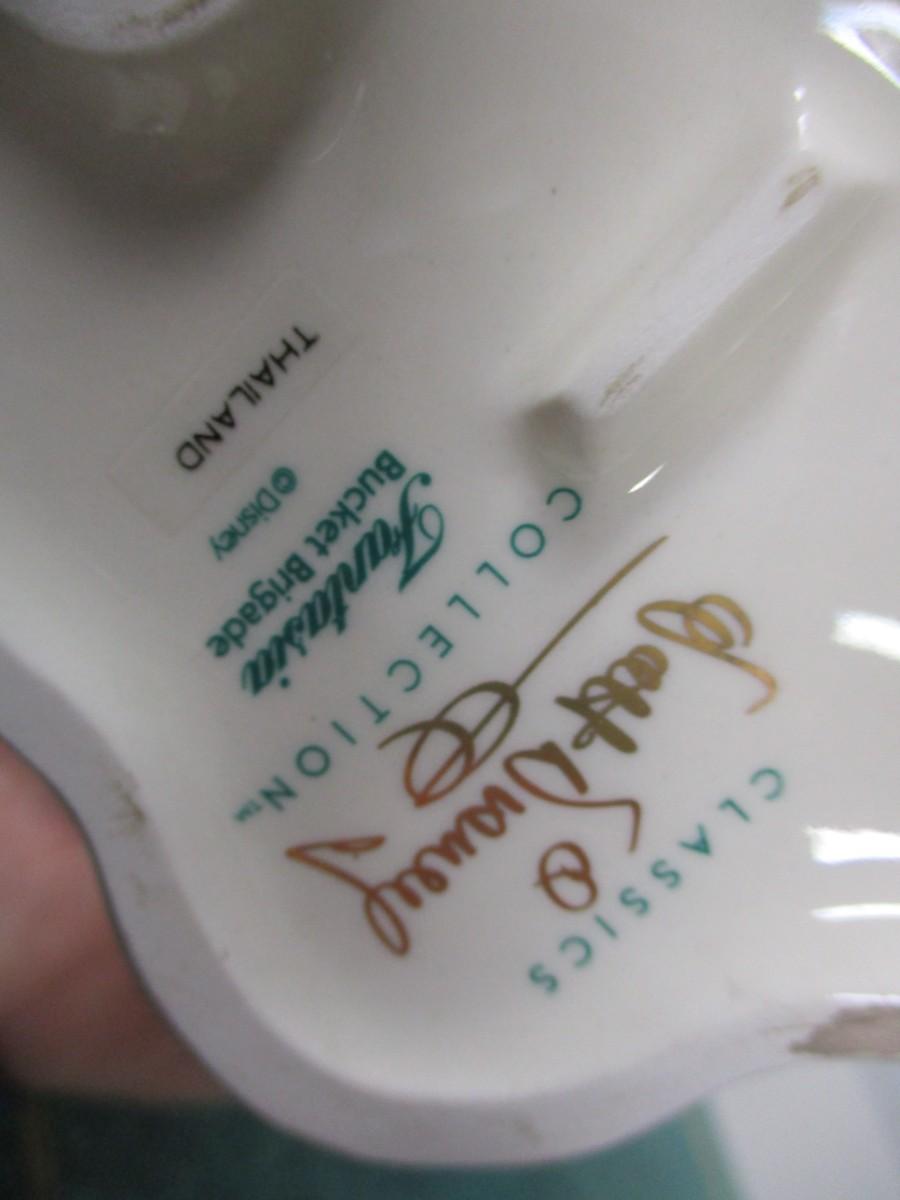 CLASSICS
Walt Disney
COLLECTION™
Fantasia
Bucket Brigade
©Disney
THAILAND